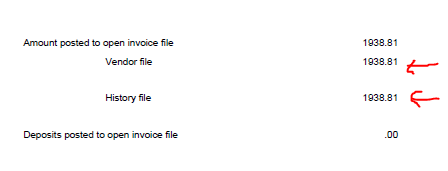 Amount posted to open invoice file 1938.81
Vendor file 1938.81
History file 1938.81
Deposits posted to open invoice file .00